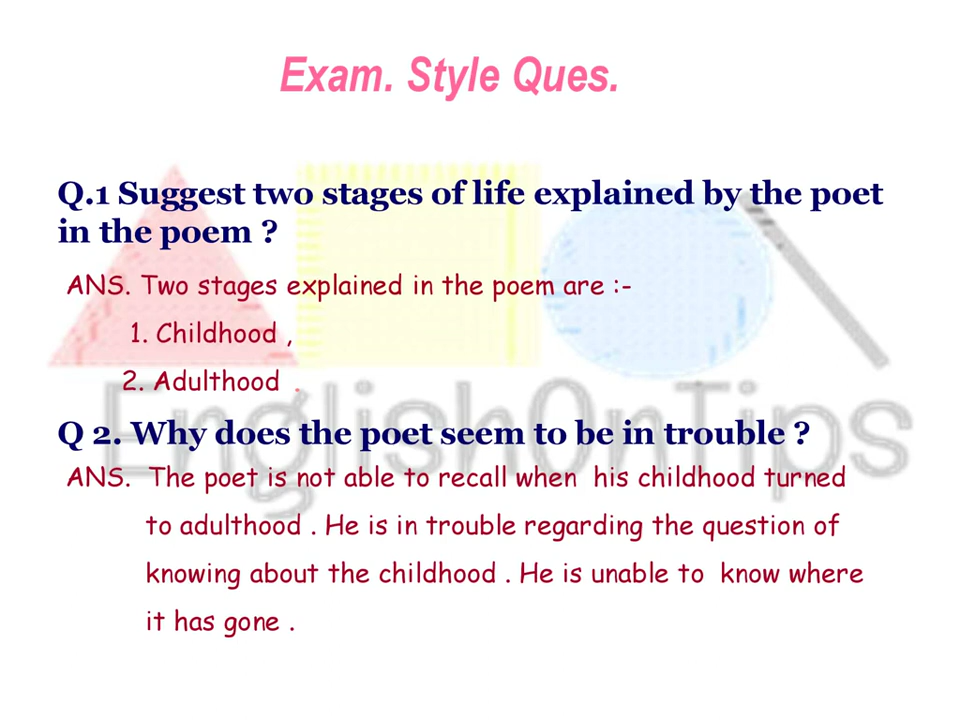 Exam. Style Ques.
Q.1 Suggest two stages of life explained by the poet
in the poem ?
ANS. Two stages explained in the poem are :-
1. Childhood ,
2. Adulthood .
EnglishOnTips
Q 2. Why does the poet seem to be in trouble ?
ANS. The poet is not able to recall when his childhood turned
to adulthood . He is in trouble regarding the question of
knowing about the childhood . He is unable to know where
it has gone .